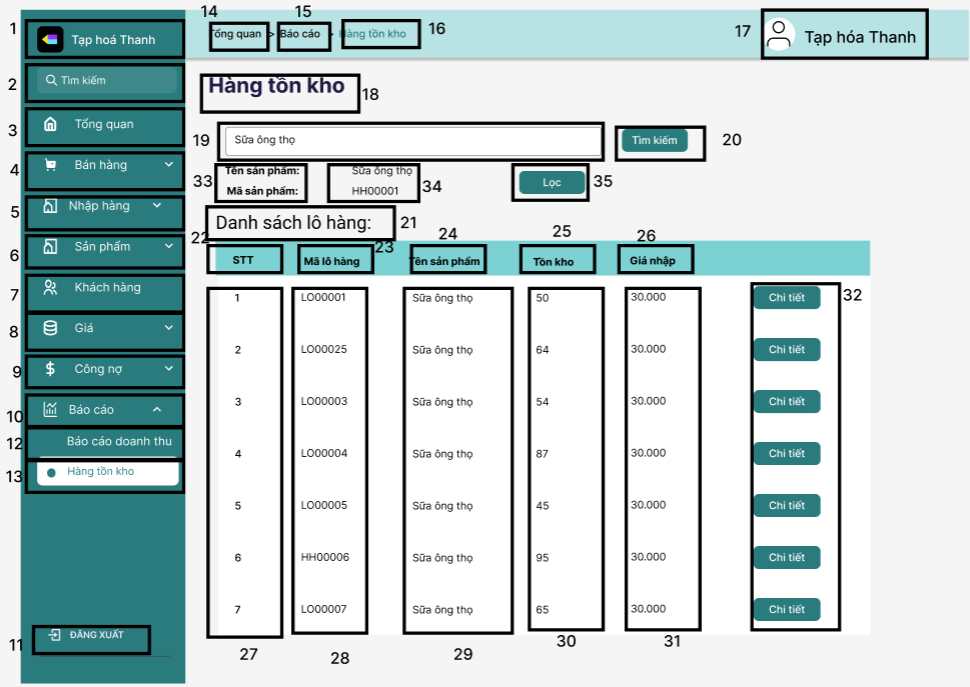 1
Tạp hoá Thanh
2
Tìm kiếm
3
Tổng quan
4
Bán hàng
5
Nhập hàng
6
Sản phẩm
7
Khách hàng
8
Giá
9
Công nợ
10
Báo cáo
12
Báo cáo doanh thu
13
Hàng tồn kho
11
ĐĂNG XUẤT
14 15
Tổng quan > Báo cáo > Hàng tồn kho 16
17 Tạp hóa Thanh
Hàng tồn kho 18
19 Sữa ông thọ Tìm kiếm 20
33 Tên sản phẩm: Sữa ông thọ
Mã sản phẩm: HH00001 34 Lọc 35
Danh sách lô hàng: 21
22 23 24 25 26
STT Mã lô hàng Tên sản phẩm Tồn kho Giá nhập
1 LO00001 Sữa ông thọ 50 30.000 Chi tiết 32
2 LO00025 Sữa ông thọ 64 30.000 Chi tiết
3 LO00003 Sữa ông thọ 54 30.000 Chi tiết
4 LO00004 Sữa ông thọ 87 30.000 Chi tiết
5 LO00005 Sữa ông thọ 45 30.000 Chi tiết
6 HH00006 Sữa ông thọ 95 30.000 Chi tiết
7 LO00007 Sữa ông thọ 65 30.000 Chi tiết
27 28 29 30 31